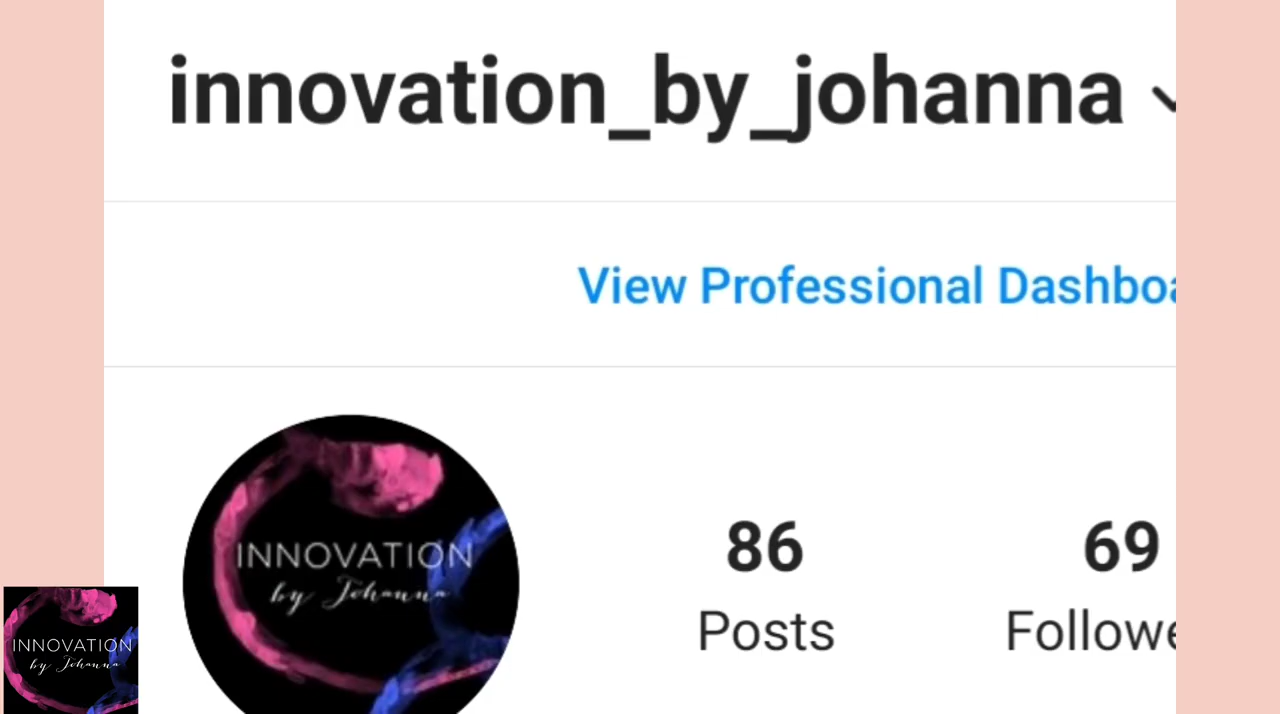 innovation_by_johanna
View Professional Dashboa
INNOVATION
by Johanna
86
69
Posts
Followe
INNOVATION
by Johanna